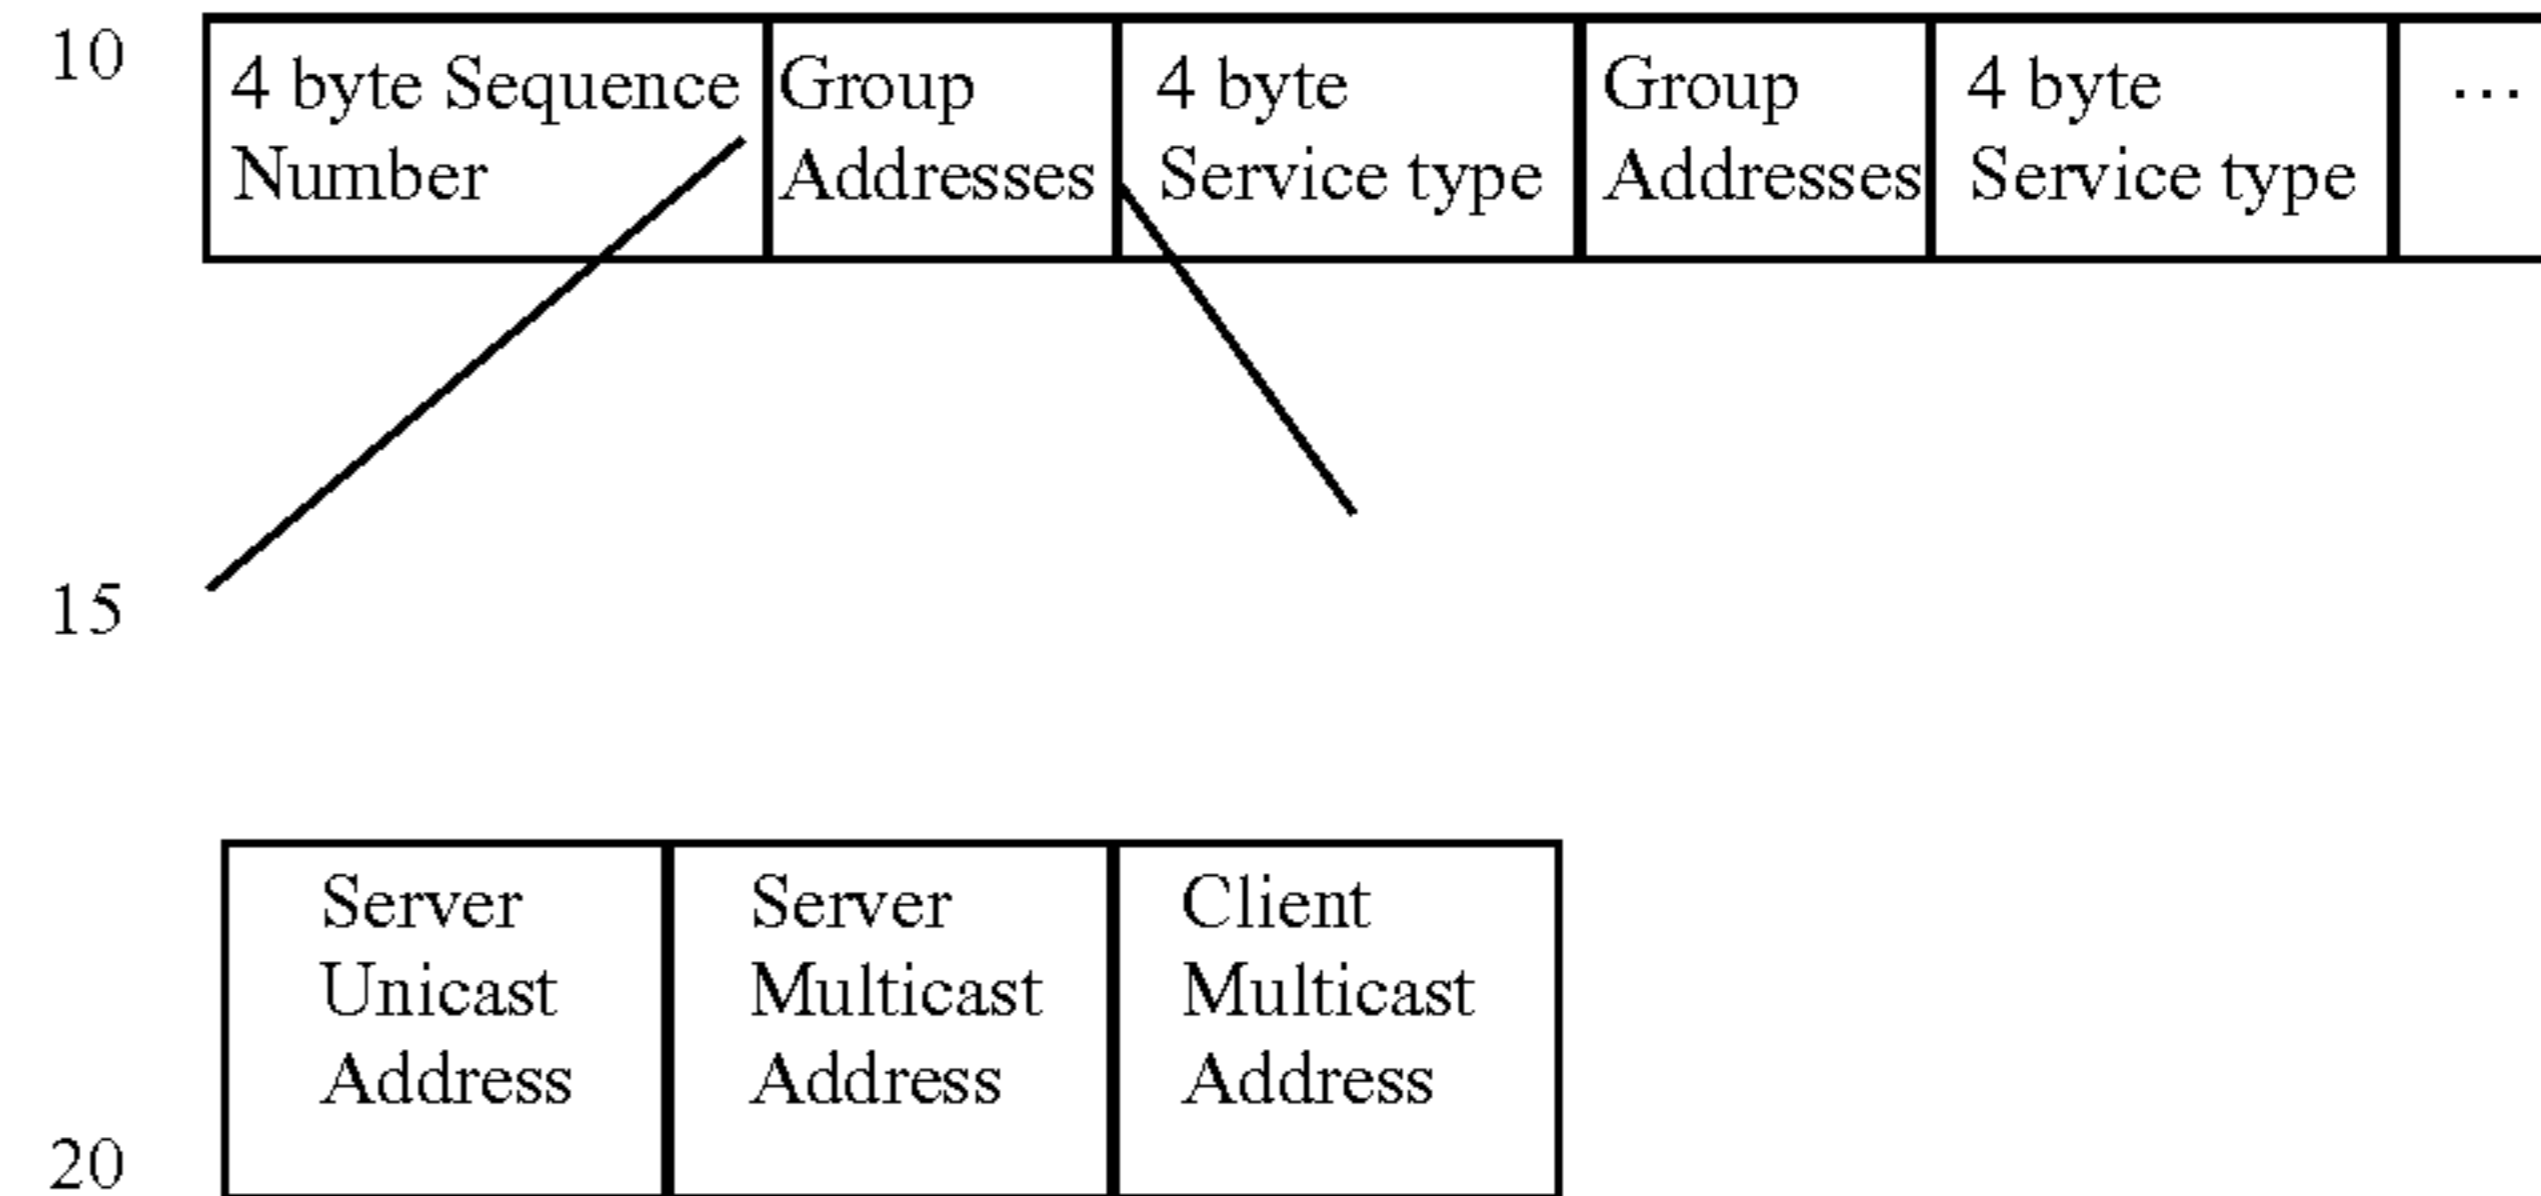 10
4 byte Sequence
Number
Group
Addresses
4 byte
Service type
Group
Addresses
4 byte
Service type
...
15
Server
Unicast
Address
Server
Multicast
Address
Client
Multicast
Address
20